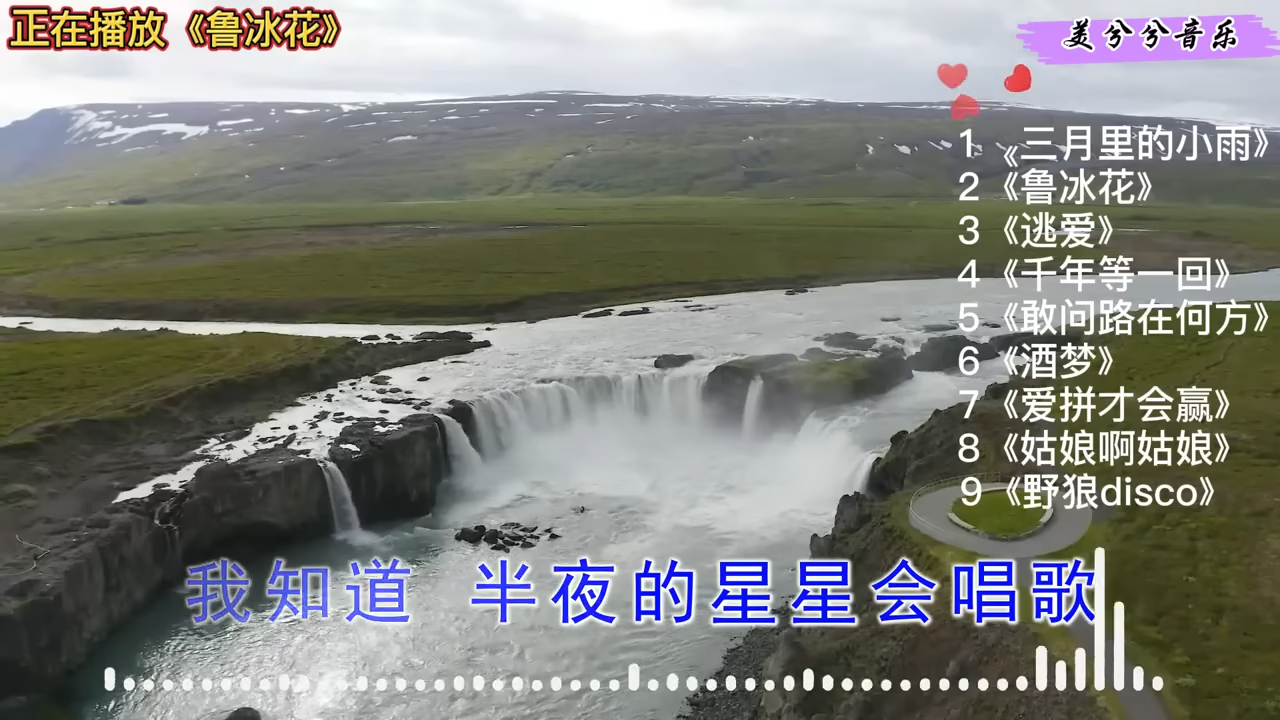 正在播放《鲁冰花》
美兮兮音乐
1 《三月里的小雨》
2 《鲁冰花》
3 《逃爱》
4 《千年等一回》
5 《敢问路在何方》
6 《酒梦》
7 《爱拼才会赢》
8 《姑娘啊姑娘》
9 《野狼disco》
我知道 半夜的星星会唱歌